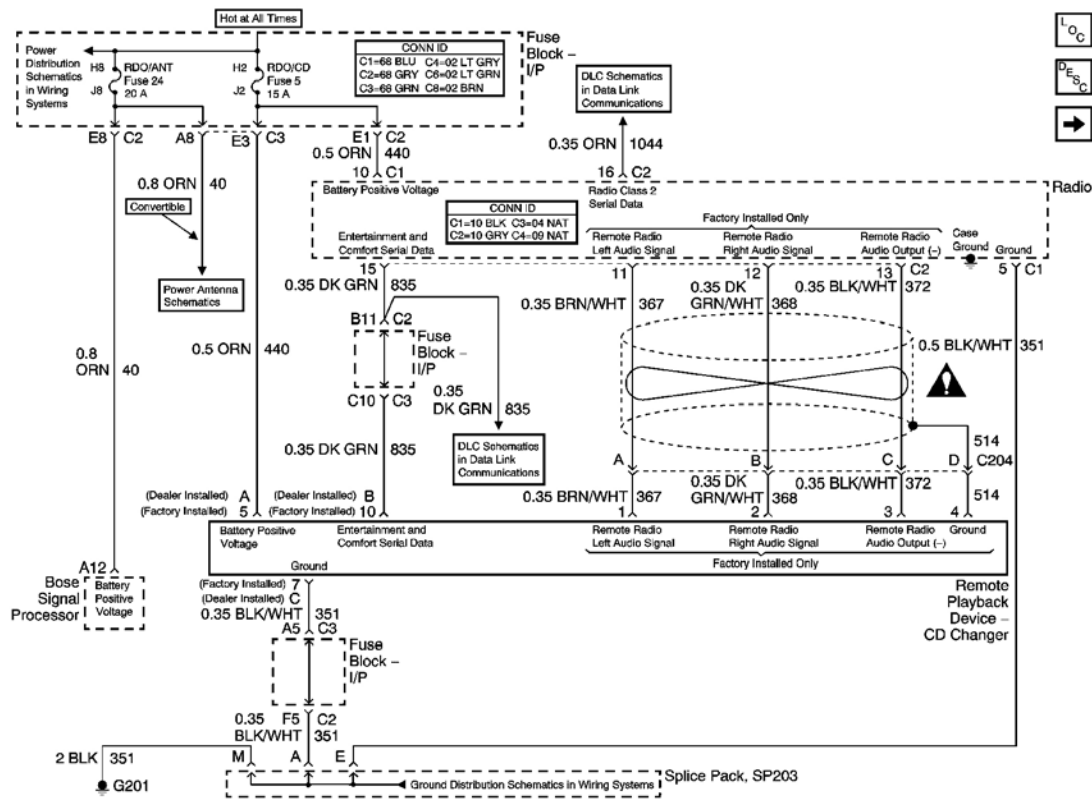 Hot at All Times
L O C
D E S C
Power Distribution Schematics in Wiring Systems
H8
J8
RDO/ANT
Fuse 24
20 A
H2
J2
RDO/CD
Fuse 5
15 A
CONN ID
C1=68 BLU C4=02 LT GRY
C2=68 GRY C6=02 LT GRN
C3=68 GRN C8=02 BRN
Fuse
Block –
I/P
DLC Schematics
in Data Link
Communications
E8 C2
A8
E3 C3
E1 C2
0.5 ORN 440
10 C1
0.35 ORN 1044
16 C2
0.8 ORN 40
Convertible
Power Antenna
Schematics
Battery Positive Voltage
Radio Class 2
Serial Data
Radio
CONN ID
C1=10 BLK C3=04 NAT
C2=10 GRY C4=09 NAT
Factory Installed Only
Entertainment and
Comfort Serial Data
Remote Radio
Left Audio Signal
Remote Radio
Right Audio Signal
Remote Radio
Audio Output (–)
Case
Ground
Ground
15
11
12
13 C2
5 C1
0.35 DK GRN 835
0.35 BRN/WHT 367
0.35 DK
GRN/WHT 368
0.35 BLK/WHT 372
B11 C2
Fuse
Block –
I/P
0.8
ORN 40
0.5 ORN 440
0.5 BLK/WHT 351
C10 C3
0.35
DK GRN 835
0.35 DK GRN 835
DLC Schematics
in Data Link
Communications
514
A
B
C
D C204
0.35 BRN/WHT 367
0.35 DK
GRN/WHT 368
0.35 BLK/WHT 372
514
(Dealer Installed) A
(Factory Installed) 5
(Dealer Installed) B
(Factory Installed) 10
1
2
3
4
Battery Positive
Voltage
Entertainment and
Comfort Serial Data
Remote Radio
Left Audio Signal
Remote Radio
Right Audio Signal
Remote Radio
Audio Output (–)
Ground
Ground
Factory Installed Only
A12
Bose
Signal
Processor
Battery
Positive
Voltage
(Factory Installed) 7
(Dealer Installed) C
Remote
Playback
Device –
CD Changer
0.35 BLK/WHT 351
A5 C3
Fuse
Block –
I/P
0.35
BLK/WHT
F5 C2
351
2 BLK 351
M
A
E
G201
Ground Distribution Schematics in Wiring Systems
Splice Pack, SP203